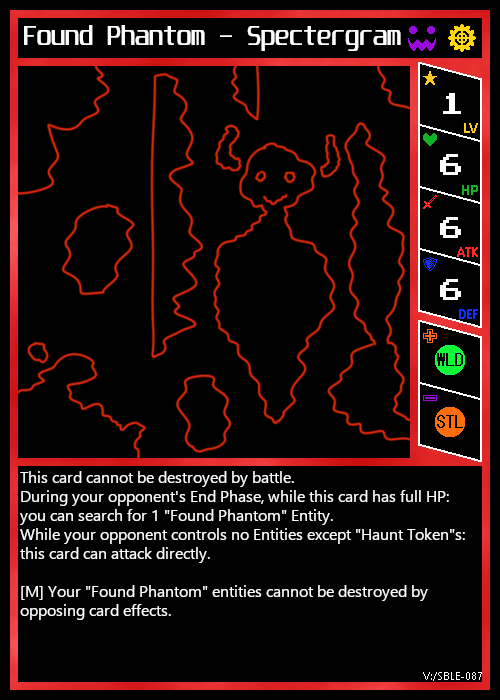 Found Phantom - Spectergram
1
LV
6
HP
6
ATK
6
DEF
WLD
STL
This card cannot be destroyed by battle.
During your opponent's End Phase, while this card has full HP:
you can search for 1 "Found Phantom" Entity.
While your opponent controls no Entities except "Haunt Token"s:
this card can attack directly.
[M] Your "Found Phantom" entities cannot be destroyed by
opposing card effects.
V:/SBLE-087